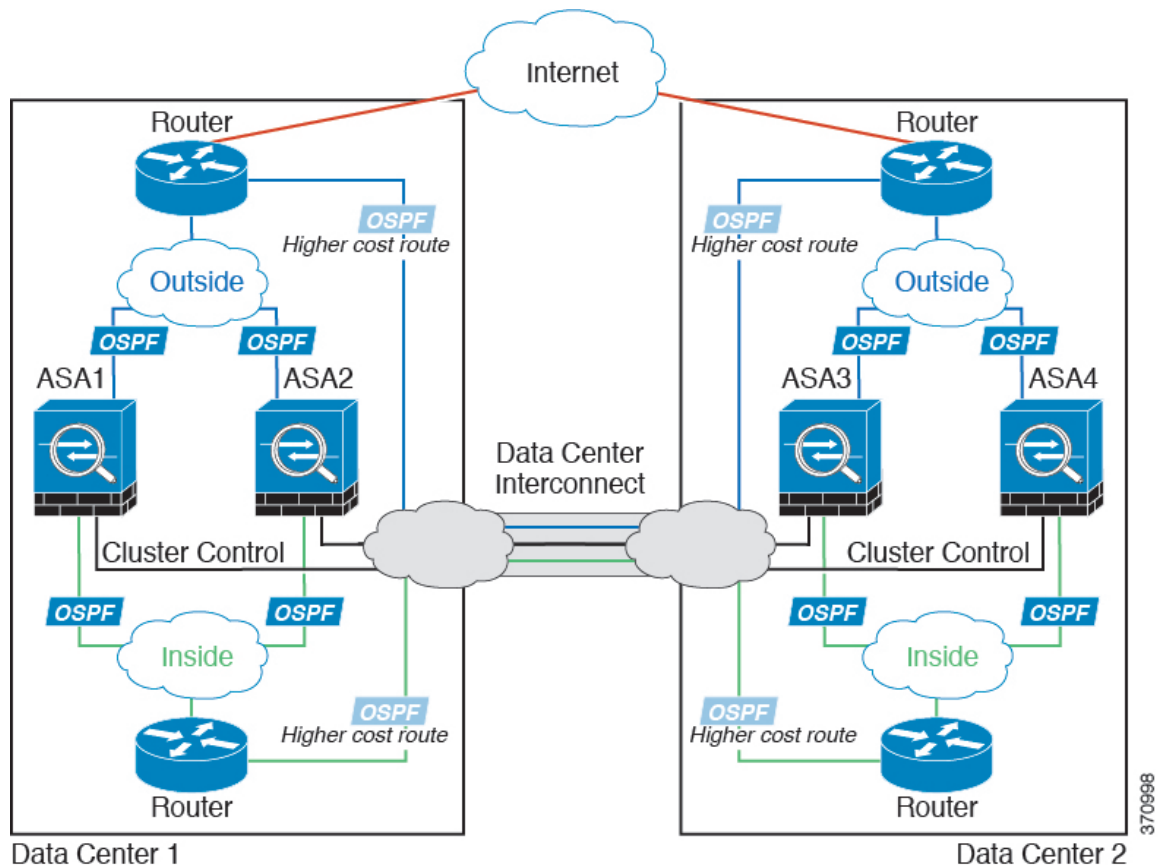 Internet
Router
Router
OSPF
Higher cost route
OSPF
Higher cost route
Outside
Outside
OSPF
OSPF
OSPF
OSPF
ASA1
ASA2
ASA3
ASA4
Data Center
Interconnect
Cluster Control
Cluster Control
OSPF
OSPF
OSPF
OSPF
Inside
Inside
OSPF
Higher cost route
OSPF
Higher cost route
Router
Router
370998
Data Center 1
Data Center 2